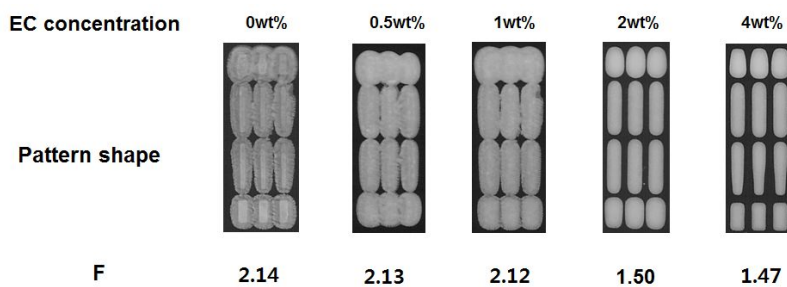 EC concentration 0wt% 0.5wt% 1wt% 2wt% 4wt%
Pattern shape
F 2.14 2.13 2.12 1.50 1.47